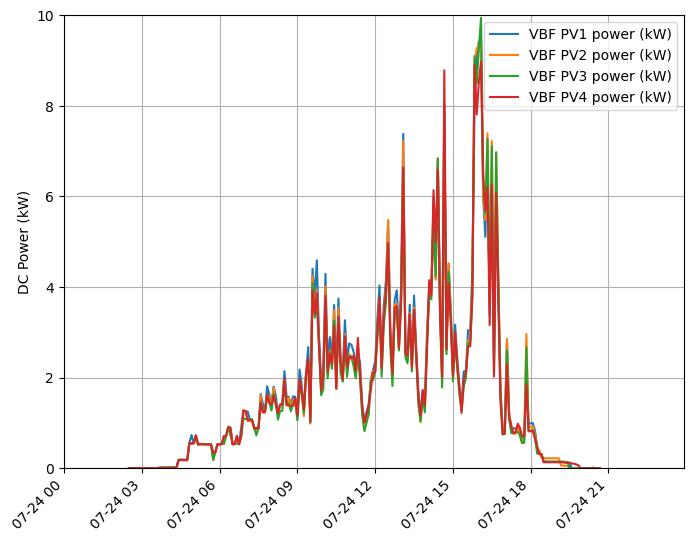 10
8
6
4
2
0
DC Power (kW)
VBF PV1 power (kW)
VBF PV2 power (kW)
VBF PV3 power (kW)
VBF PV4 power (kW)
07-24 00
07-24 03
07-24 06
07-24 09
07-24 12
07-24 15
07-24 18
07-24 21